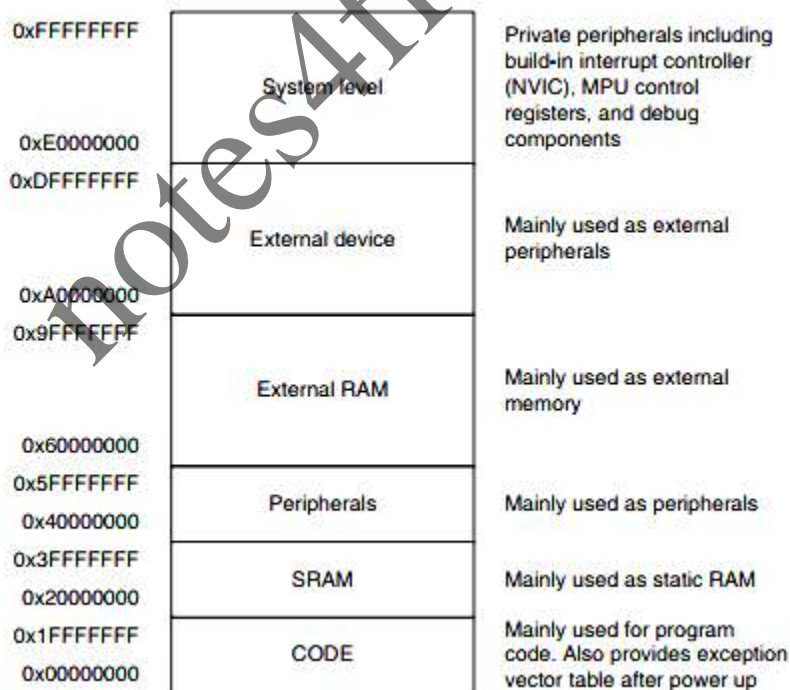 0xFFFFFFFF
System level
Private peripherals including
build-in interrupt controller
(NVIC), MPU control
registers, and debug
components
0xE0000000
0xDFFFFFFF
External device
Mainly used as external
peripherals
0xA0000000
0x9FFFFFFF
External RAM
Mainly used as external
memory
0x60000000
0x5FFFFFFF
Peripherals
Mainly used as peripherals
0x40000000
0x3FFFFFFF
SRAM
Mainly used as static RAM
0x20000000
0x1FFFFFFF
CODE
Mainly used for program
code. Also provides exception
vector table after power up
0x00000000